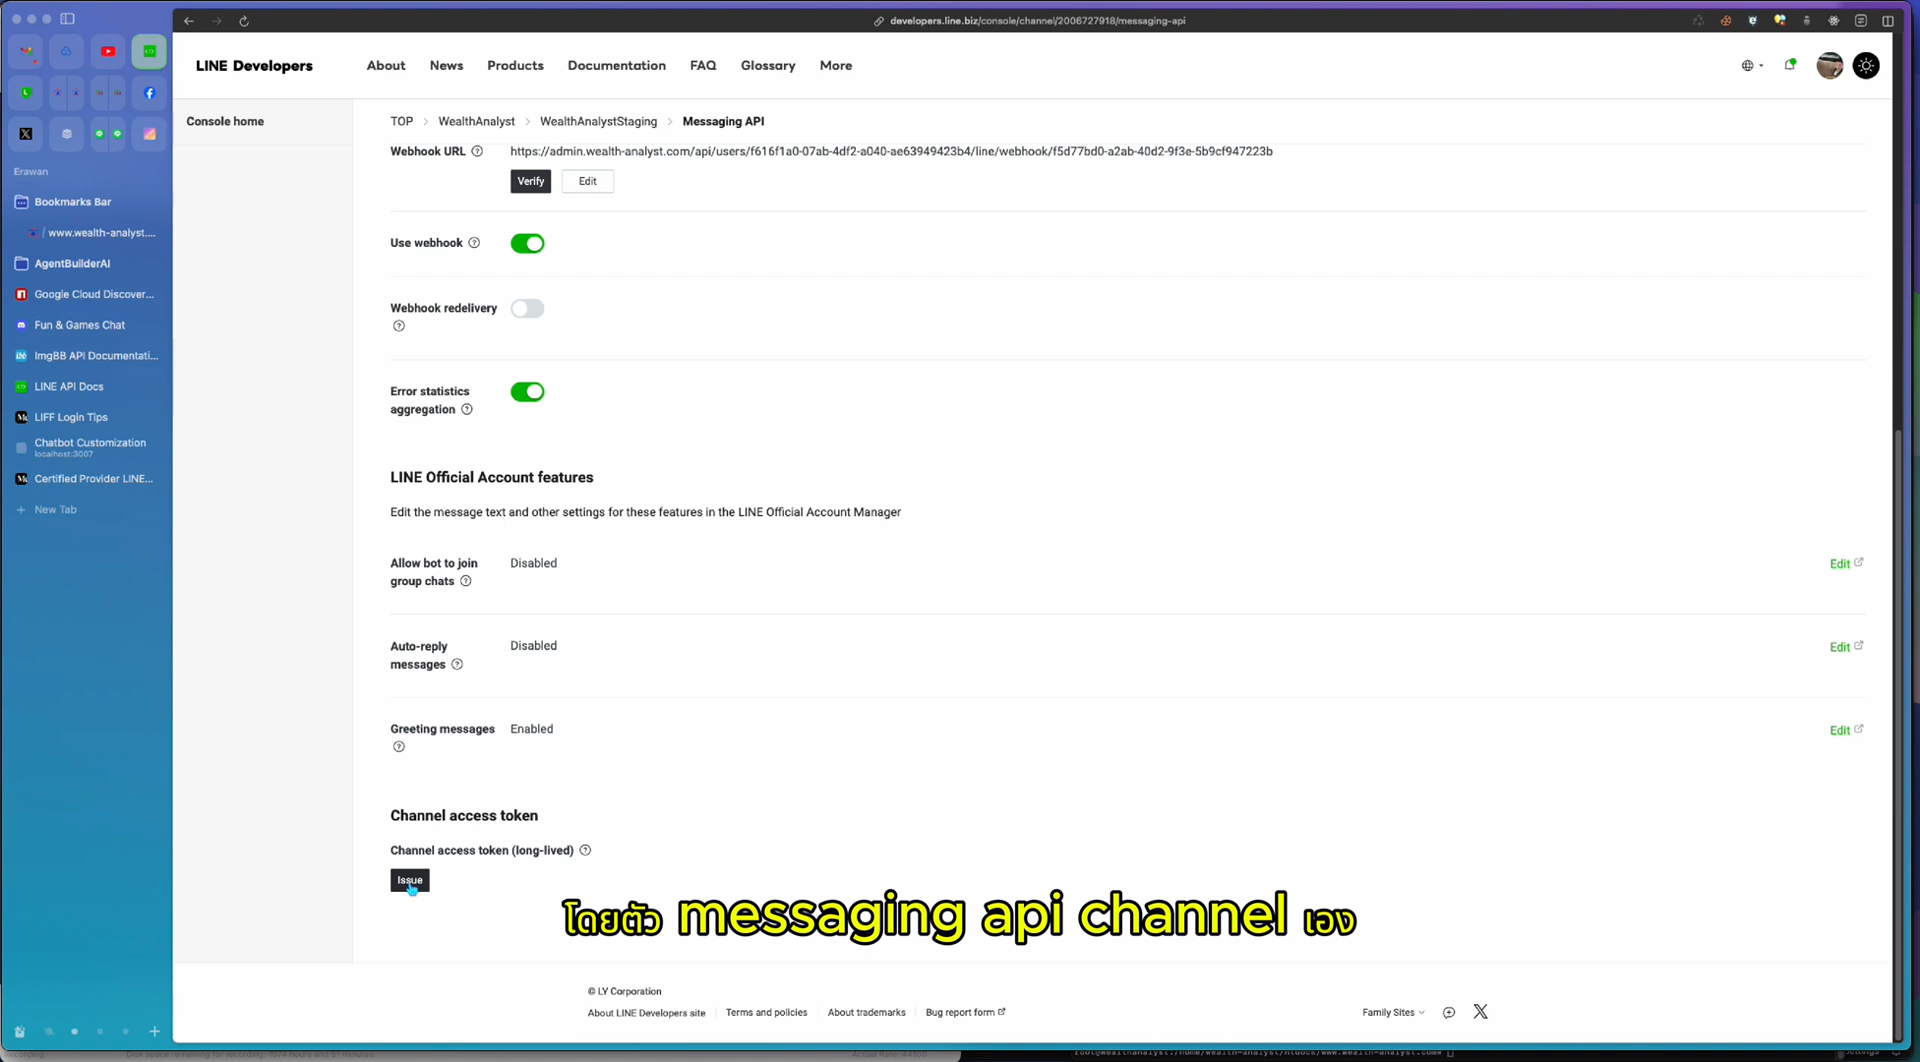 developers.line.biz/console/channel/2006727918/messaging-api
LINE Developers
About
News
Products
Documentation
FAQ
Glossary
More
Erawan
Bookmarks Bar
/ www.wealth-analyst....
AgentBuilderAI
Google Cloud Discover...
Fun & Games Chat
ImgBB API Documentati...
LINE API Docs
LIFF Login Tips
Chatbot Customization
localhost:3007
Certified Provider LINE...
+ New Tab
Console home
TOP > WealthAnalyst > WealthAnalystStaging > Messaging API
Webhook URL
https://admin.wealth-analyst.com/api/users/f616f1a0-07ab-4df2-a040-ae63949423b4/line/webhook/f5d77bd0-a2ab-40d2-9f3e-5b9cf947223b
Verify
Edit
Use webhook
Webhook redelivery
Error statistics
aggregation
LINE Official Account features
Edit the message text and other settings for these features in the LINE Official Account Manager
Allow bot to join
group chats
Disabled
Edit
Auto-reply
messages
Disabled
Edit
Greeting messages
Enabled
Edit
Channel access token
Channel access token (long-lived)
Issue
โดยตัว messaging api channel เอง
© LY Corporation
About LINE Developers site
Terms and policies
About trademarks
Bug report form
Family Sites